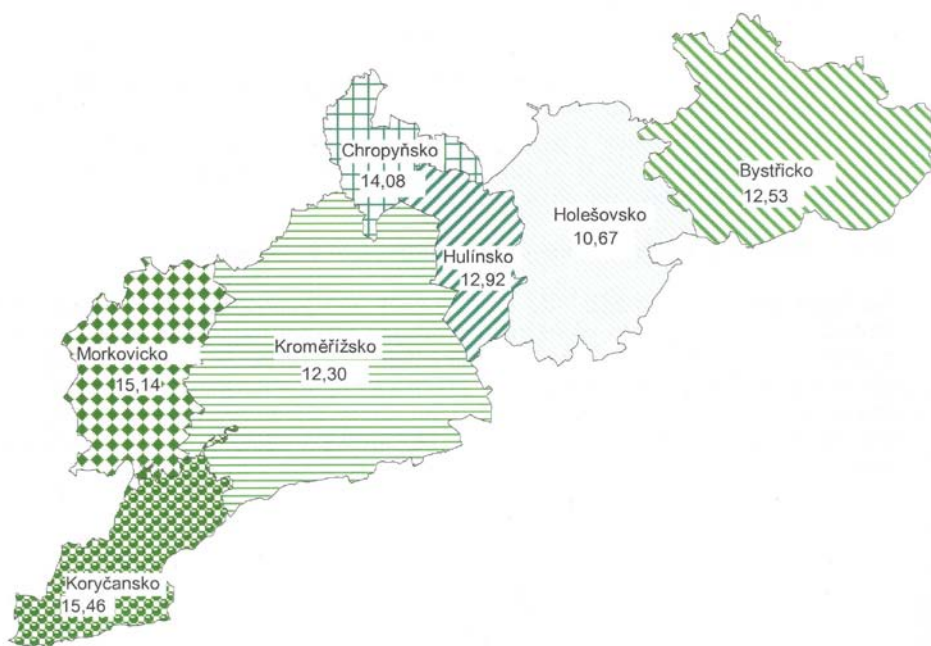 Chropyňsko
14,08
Bystřicko
12,53
Holešovsko
10,67
Hulínsko
12,92
Kroměřížsko
12,30
Morkovicko
15,14
Koryčansko
15,46